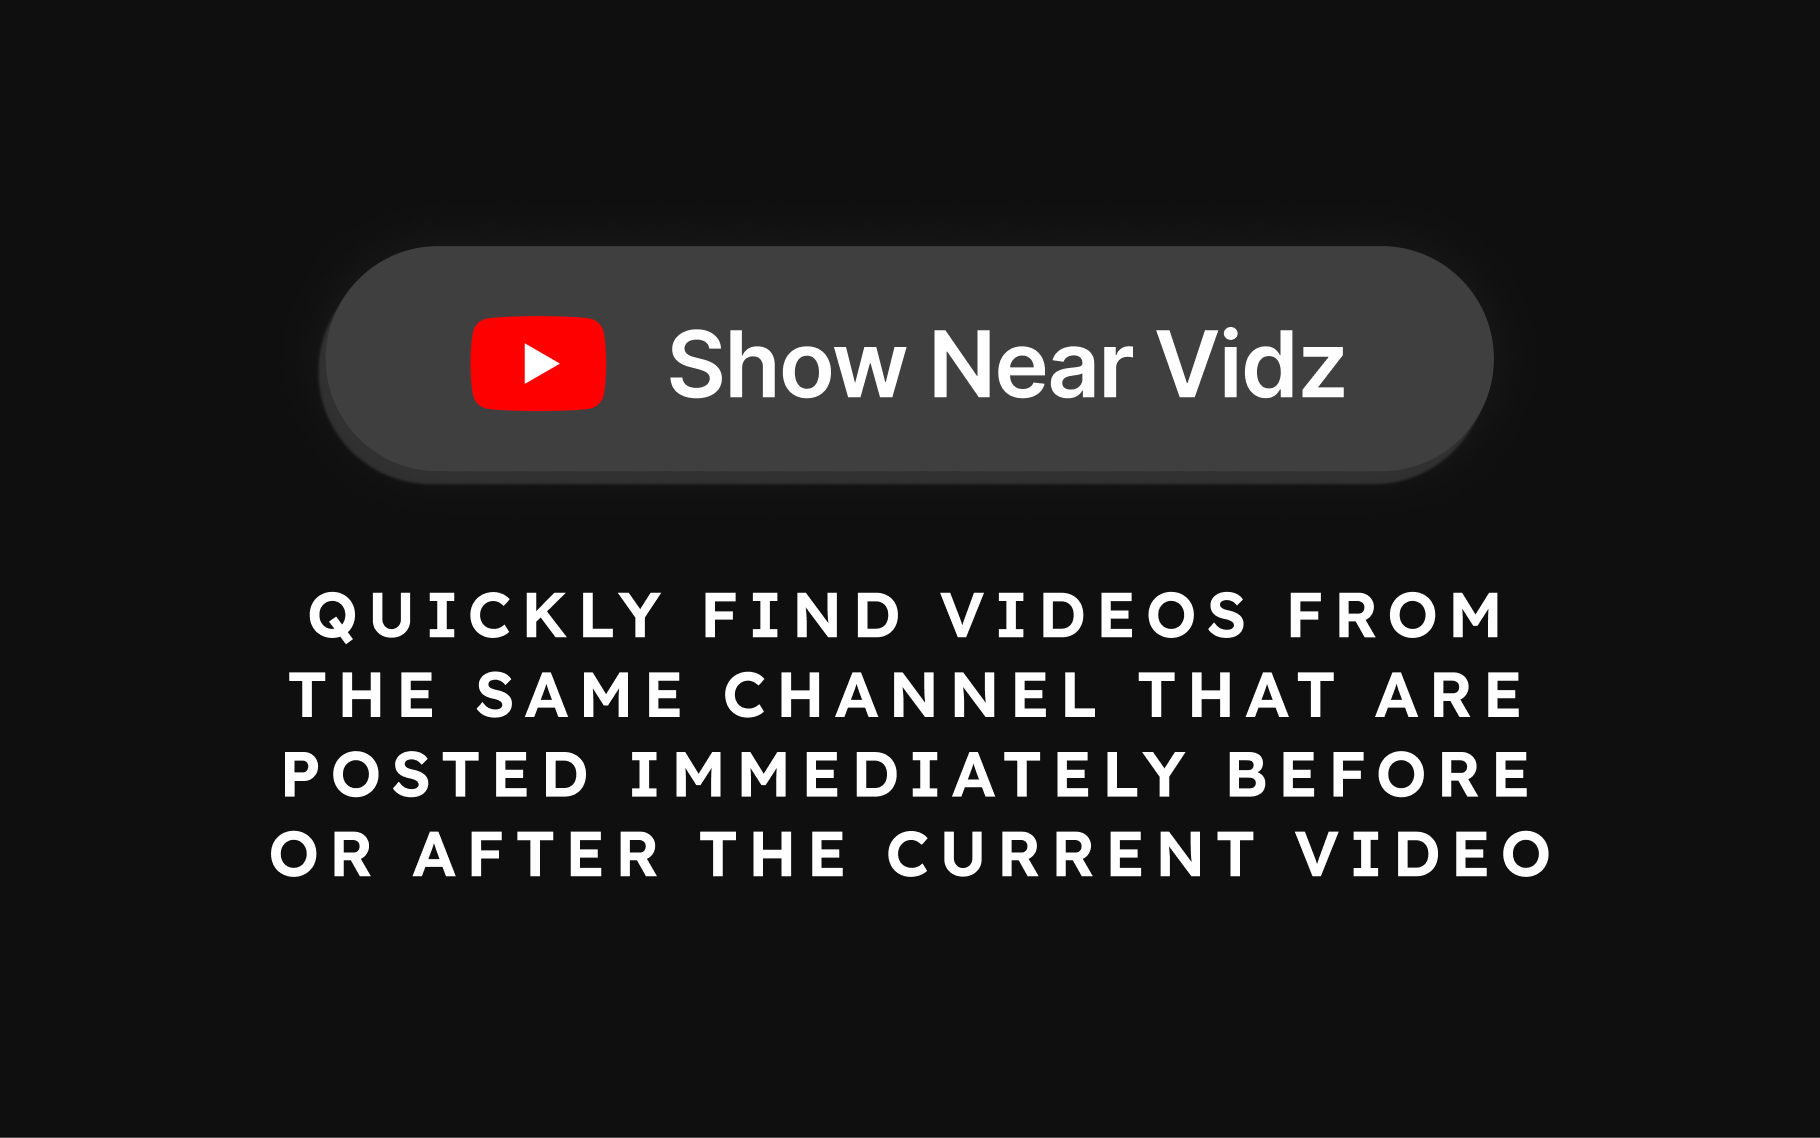 Show Near Vidz
QUICKLY FIND VIDEOS FROM
THE SAME CHANNEL THAT ARE
POSTED IMMEDIATELY BEFORE
OR AFTER THE CURRENT VIDEO